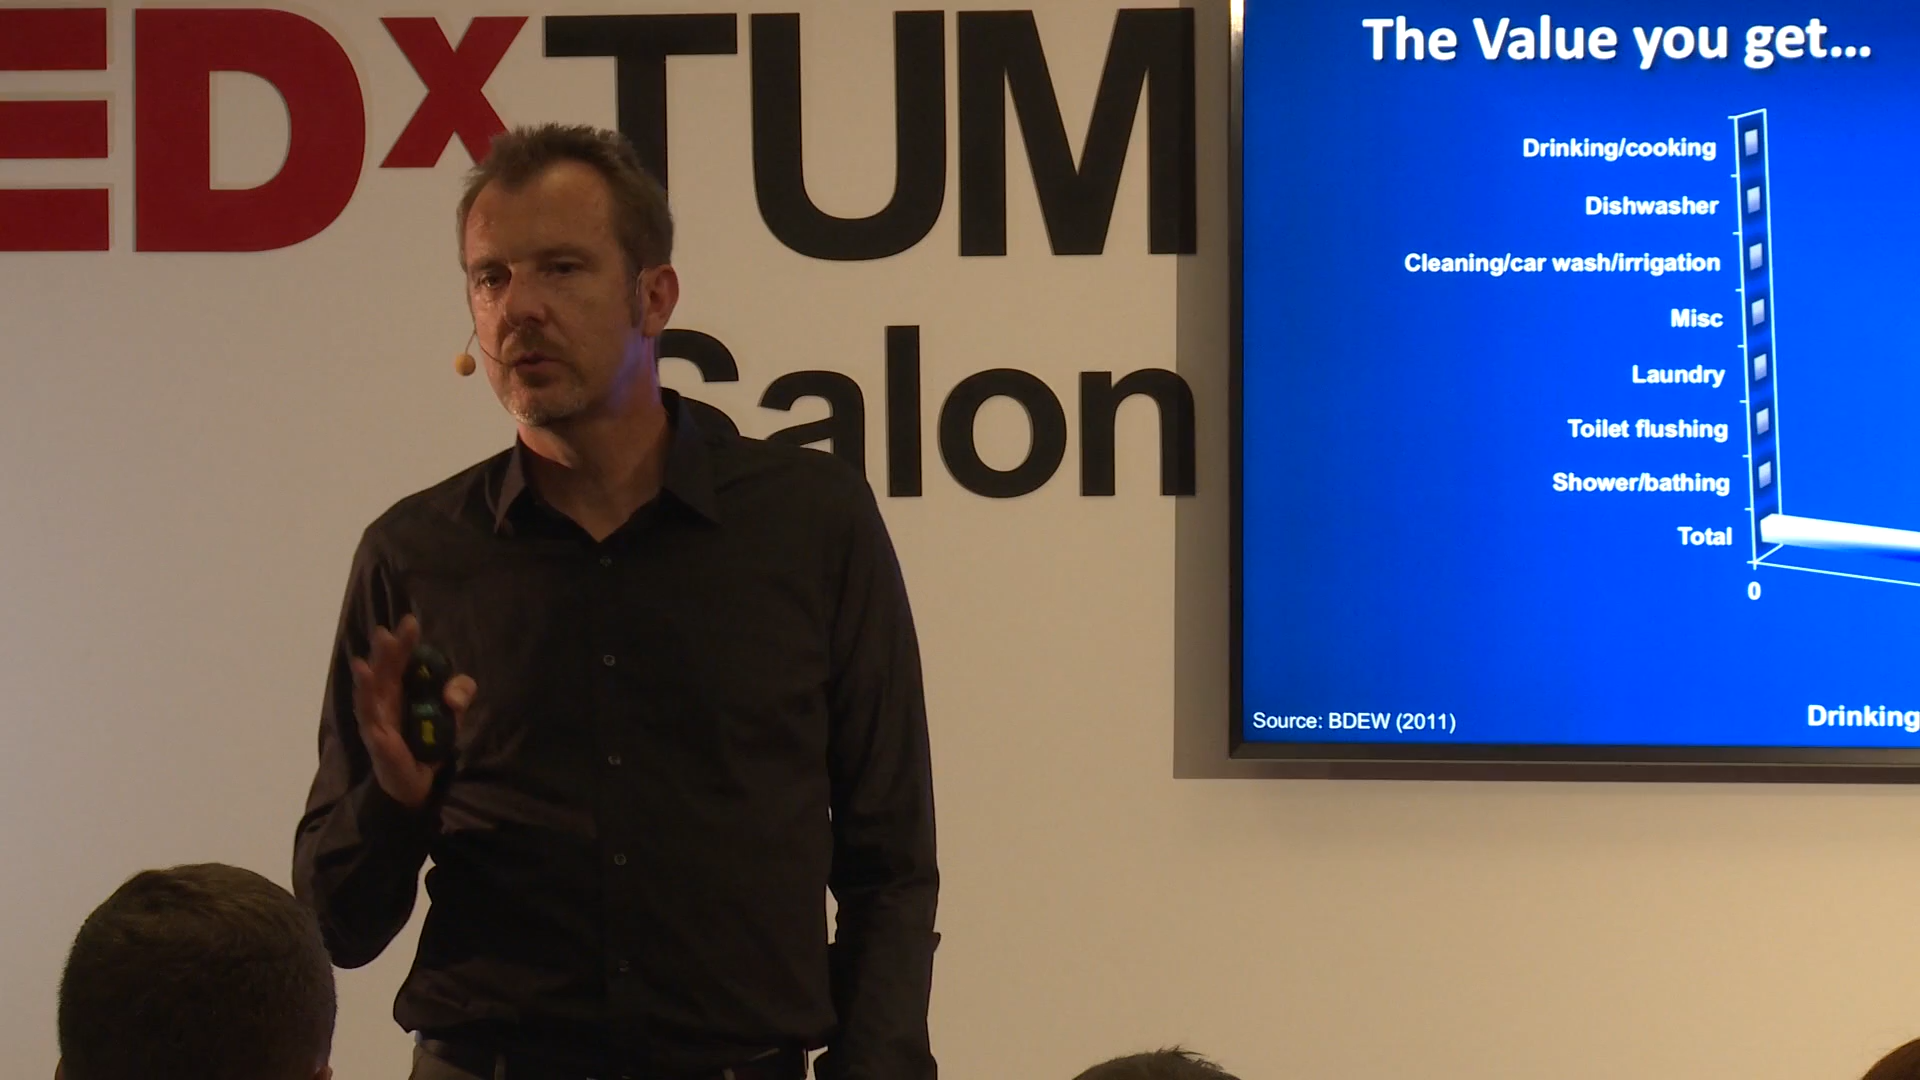 EDxTUM
Salon
The Value you get...
Drinking/cooking
Dishwasher
Cleaning/car wash/irrigation
Misc
Laundry
Toilet flushing
Shower/bathing
Total
0
Source: BDEW (2011)
Drinking